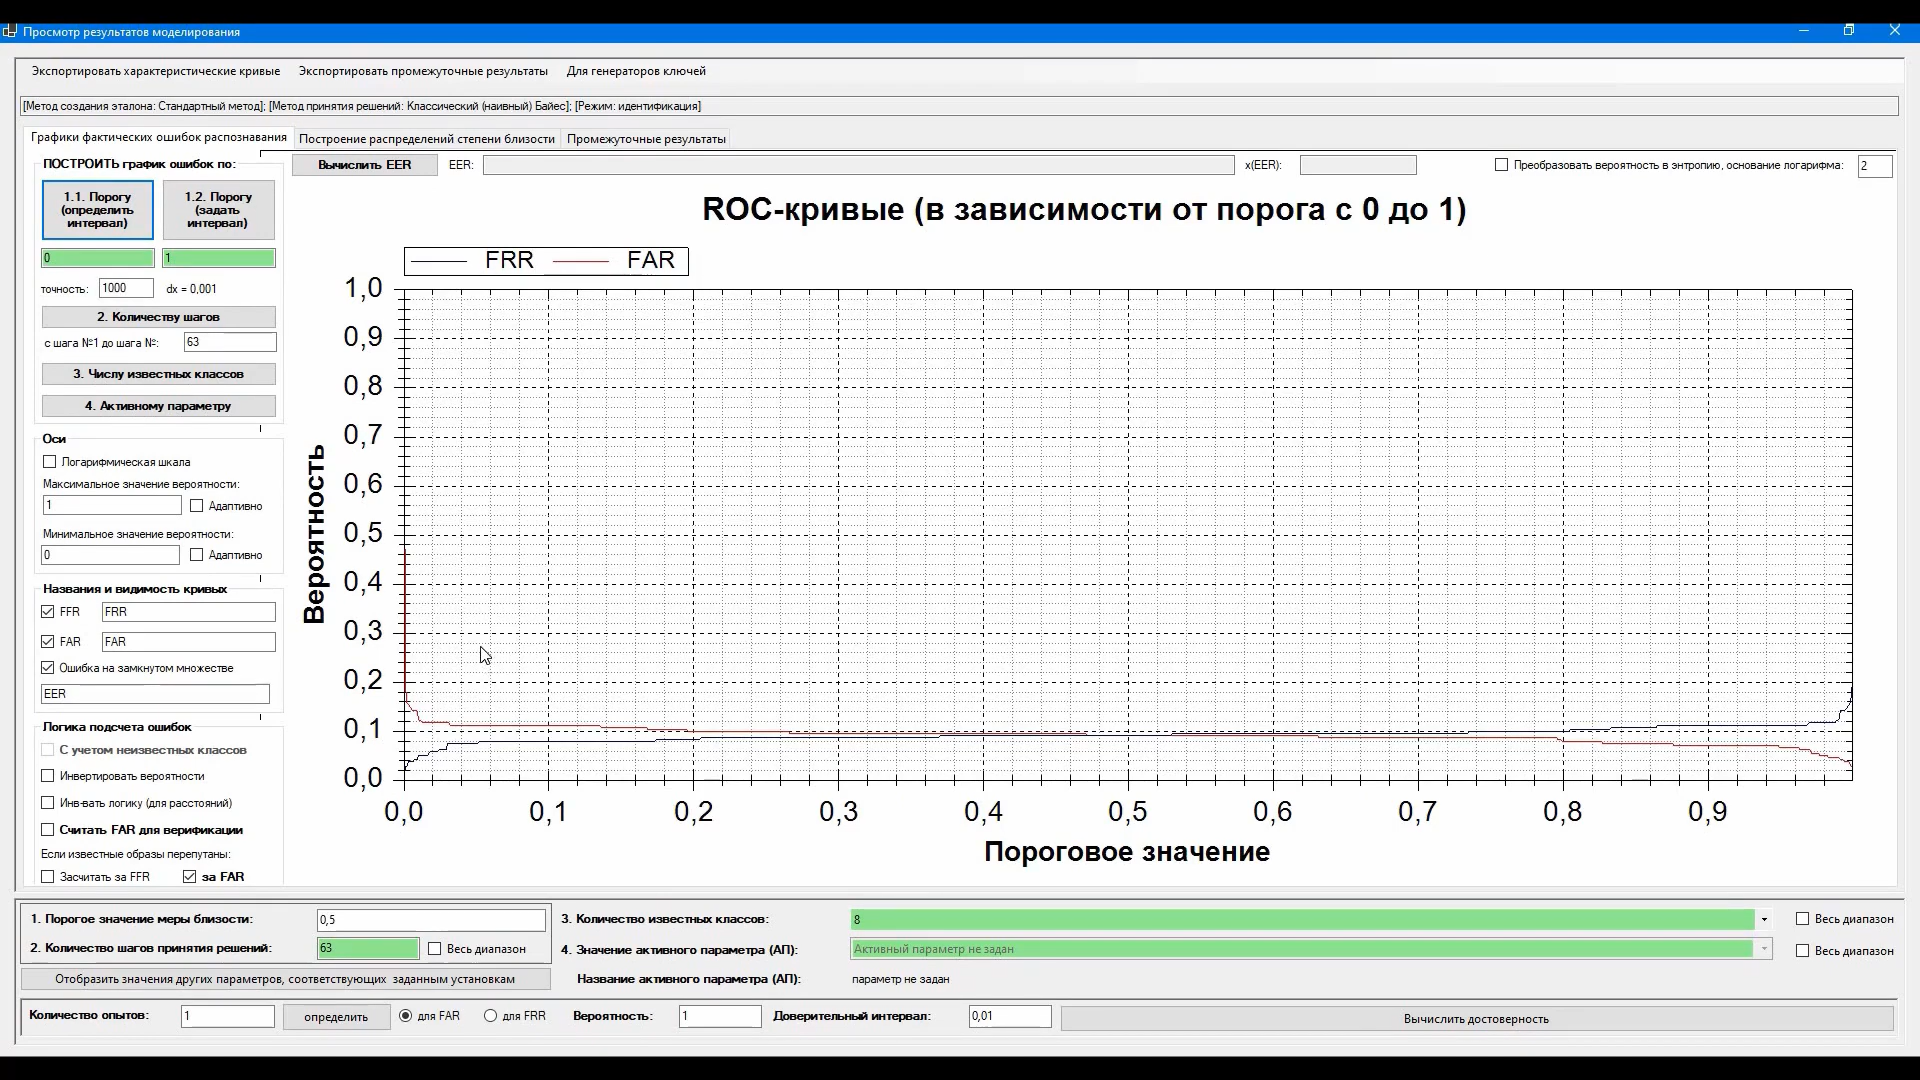 Просмотр результатов моделирования
Экспортировать характеристические кривые Экспортировать промежуточные результаты Для генераторов ключей
[Метод создания эталона: Стандартный метод]; [Метод принятия решений: Классический (наивный) Байес]; [Режим: идентификация]
Графики фактических ошибок распознавания Построение распределений степени близости Промежуточные результаты
ПОСТРОИТЬ график ошибок по:
1.1. Порогу (определить интервал)
1.2. Порогу (задать интервал)
0 1
точность: 1000 dx = 0,001
2. Количеству шагов
с шага №1 до шага №: 63
3. Числу известных классов
4. Активному параметру
Оси
Логарифмическая шкала
Максимальное значение вероятности:
1 Адаптивно
Минимальное значение вероятности:
0 Адаптивно
Названия и видимость кривых
FFR FRR
FAR FAR
Ошибка на замкнутом множестве
EER
Логика подсчета ошибок
С учетом неизвестных классов
Инвертировать вероятности
Инв-вать логику (для расстояний)
Считать FAR для верификации
Если известные образы перепутаны:
Засчитать за FFR за FAR
Вычислить EER EER: x(EER): Преобразовать вероятность в энтропию, основание логарифма: 2
ROC-кривые (в зависимости от порога с 0 до 1)
FRR FAR
1,0
0,9
0,8
0,7
0,6
0,5
0,4
0,3
0,2
0,1
0,0
Вероятность
0,0 0,1 0,2 0,3 0,4 0,5 0,6 0,7 0,8 0,9
Пороговое значение
1. Порогое значение меры близости: 0,5
2. Количество шагов принятия решений: 63 Весь диапазон
Отобразить значения других параметров, соответствующих заданным установкам
3. Количество известных классов: 8 Весь диапазон
4. Значение активного параметра (АП): Активный параметр не задан Весь диапазон
Название активного параметра (АП): параметр не задан
Количество опытов: 1 определить для FAR для FRR Вероятность: 1 Доверительный интервал: 0,01 Вычислить достоверность